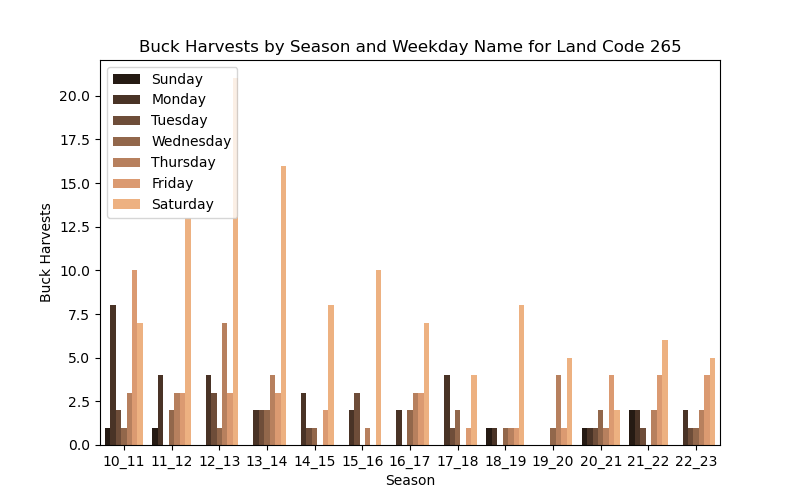 Buck Harvests by Season and Weekday Name for Land Code 265
Sunday
Monday
Tuesday
Wednesday
Thursday
Friday
Saturday
20.0
17.5
15.0
12.5
10.0
7.5
5.0
2.5
0.0
Buck Harvests
10_11 11_12 12_13 13_14 14_15 15_16 16_17 17_18 18_19 19_20 20_21 21_22 22_23
Season